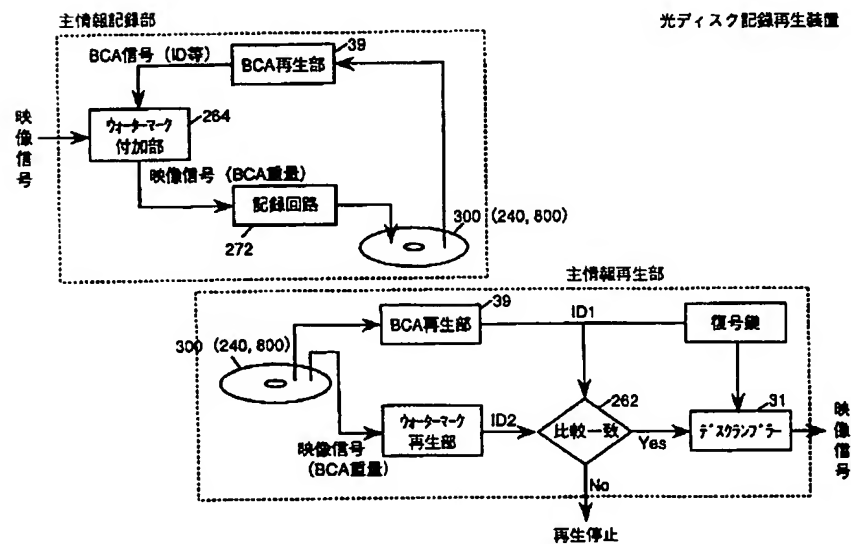 主情報記録部
光ディスク記録再生装置
39
BCA信号（ID等）
BCA再生部
264
映像信号
ウォーターマーク
付加部
映像信号（BCA重量）
記録回路
272
300 (240, 800)
主情報再生部
39
BCA再生部
ID1
復号鍵
300 (240, 800)
262
31
ウォーターマーク
再生部
ID2
比較一致
Yes
デスクランブラー
映像信号
映像信号
(BCA重量)
No
再生停止